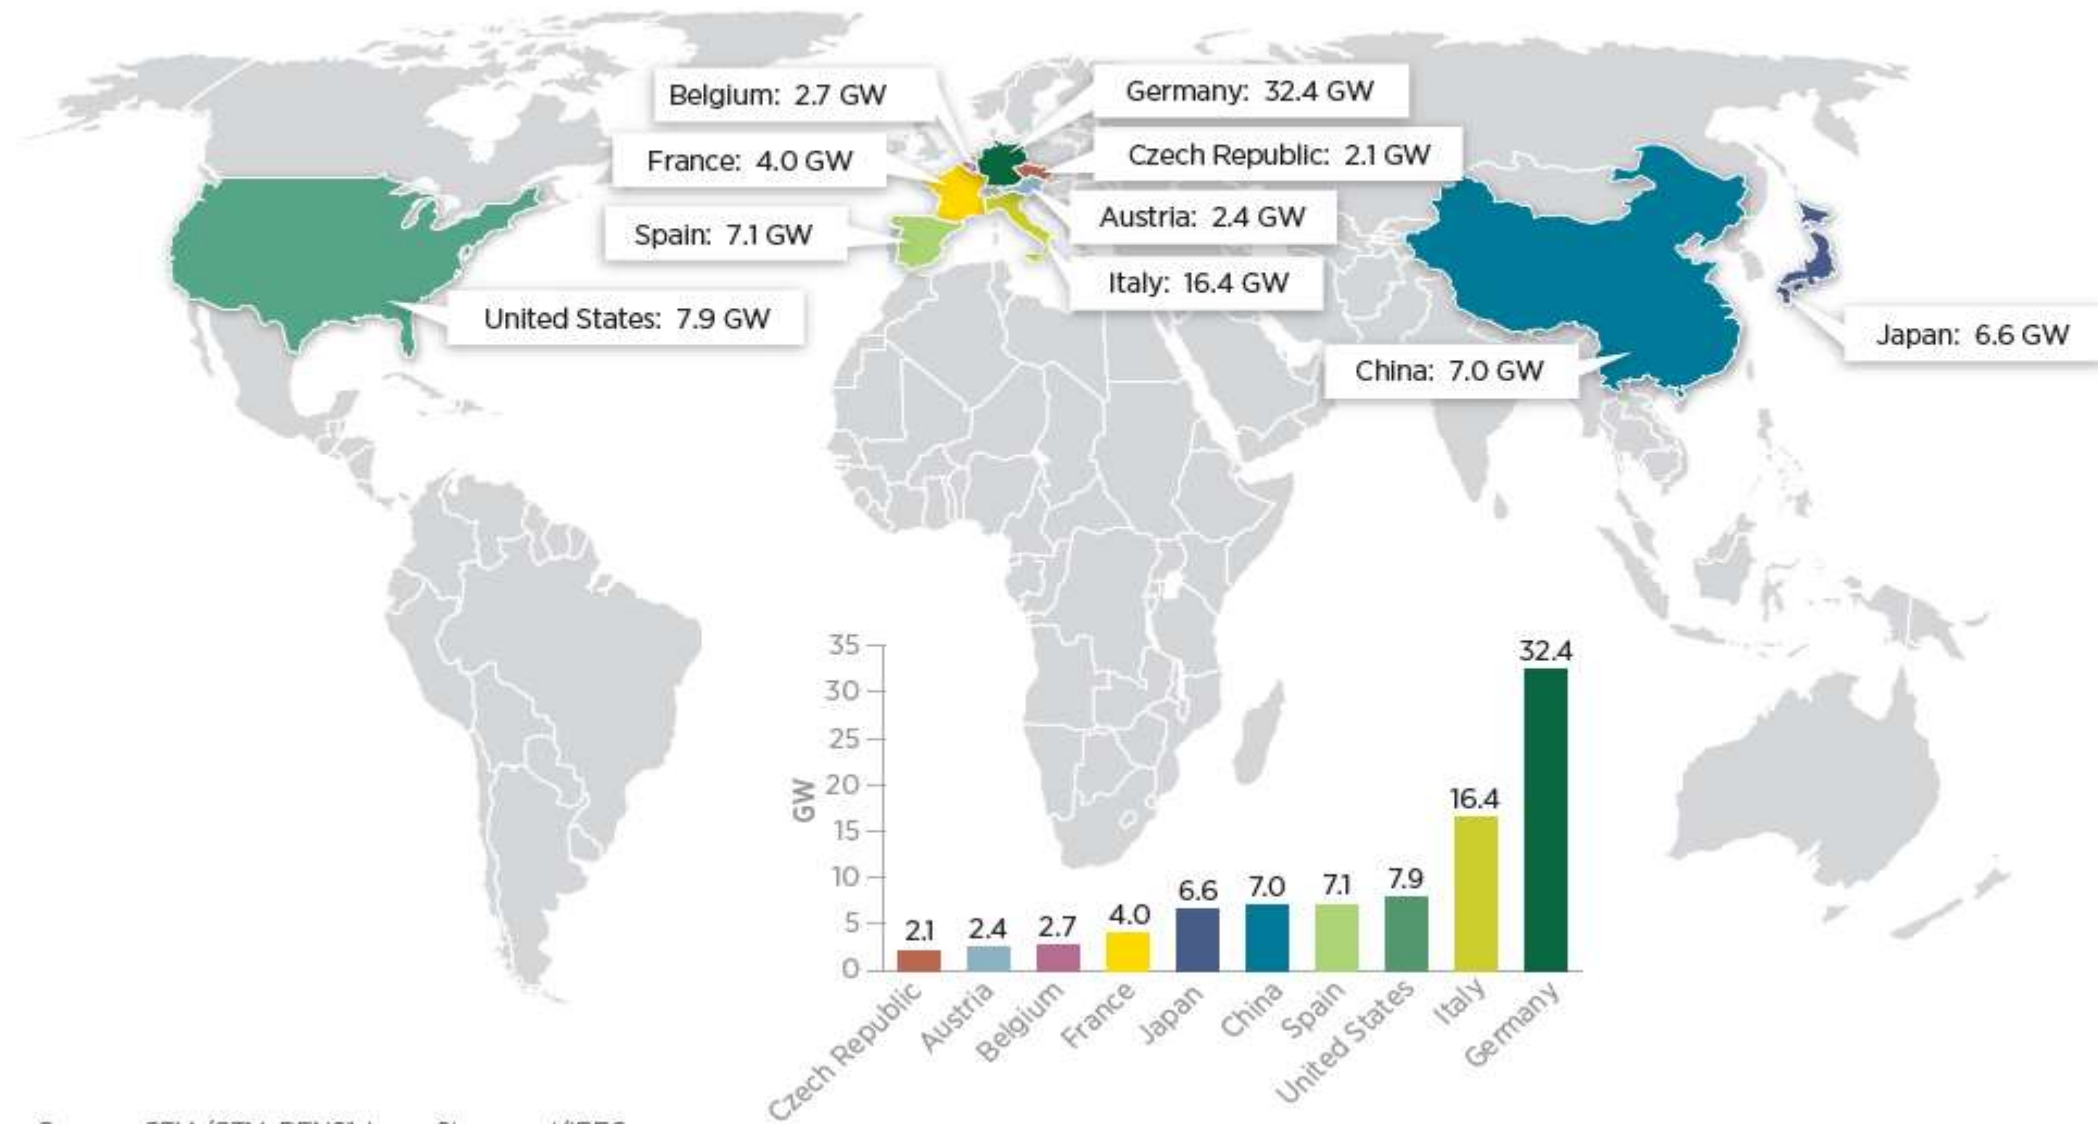 Belgium: 2.7 GW
Germany: 32.4 GW
France: 4.0 GW
Czech Republic: 2.1 GW
Spain: 7.1 GW
Austria: 2.4 GW
Italy: 16.4 GW
United States: 7.9 GW
Japan: 6.6 GW
China: 7.0 GW
35
30
25
20
15
10
5
0
GW
2.1
2.4
2.7
4.0
6.6
7.0
7.1
7.9
16.4
32.4
Czech Republic
Austria
Belgium
France
Japan
China
Spain
United States
Italy
Germany